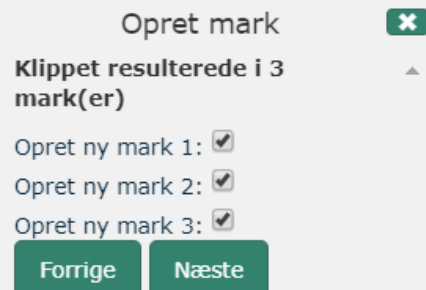 Opret mark
Klippet resulterede i 3
mark(er)
Opret ny mark 1:
Opret ny mark 2:
Opret ny mark 3:
Forrige Næste